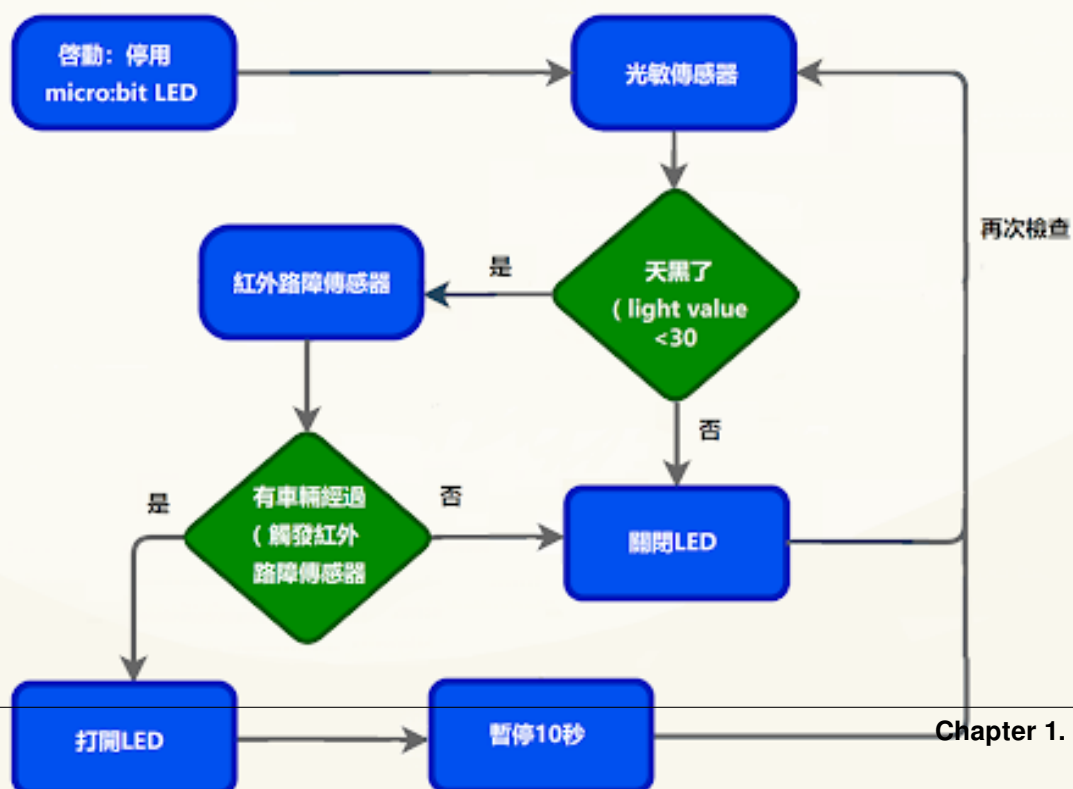 啓動：停用
micro:bit LED
光敏傳感器
再次檢查
天黑了
( light value
<30
是
紅外路障傳感器
否
有車輛經過
( 觸發紅外
路障傳感器
是
否
關閉LED
打開LED
暫停10秒
Chapter 1.